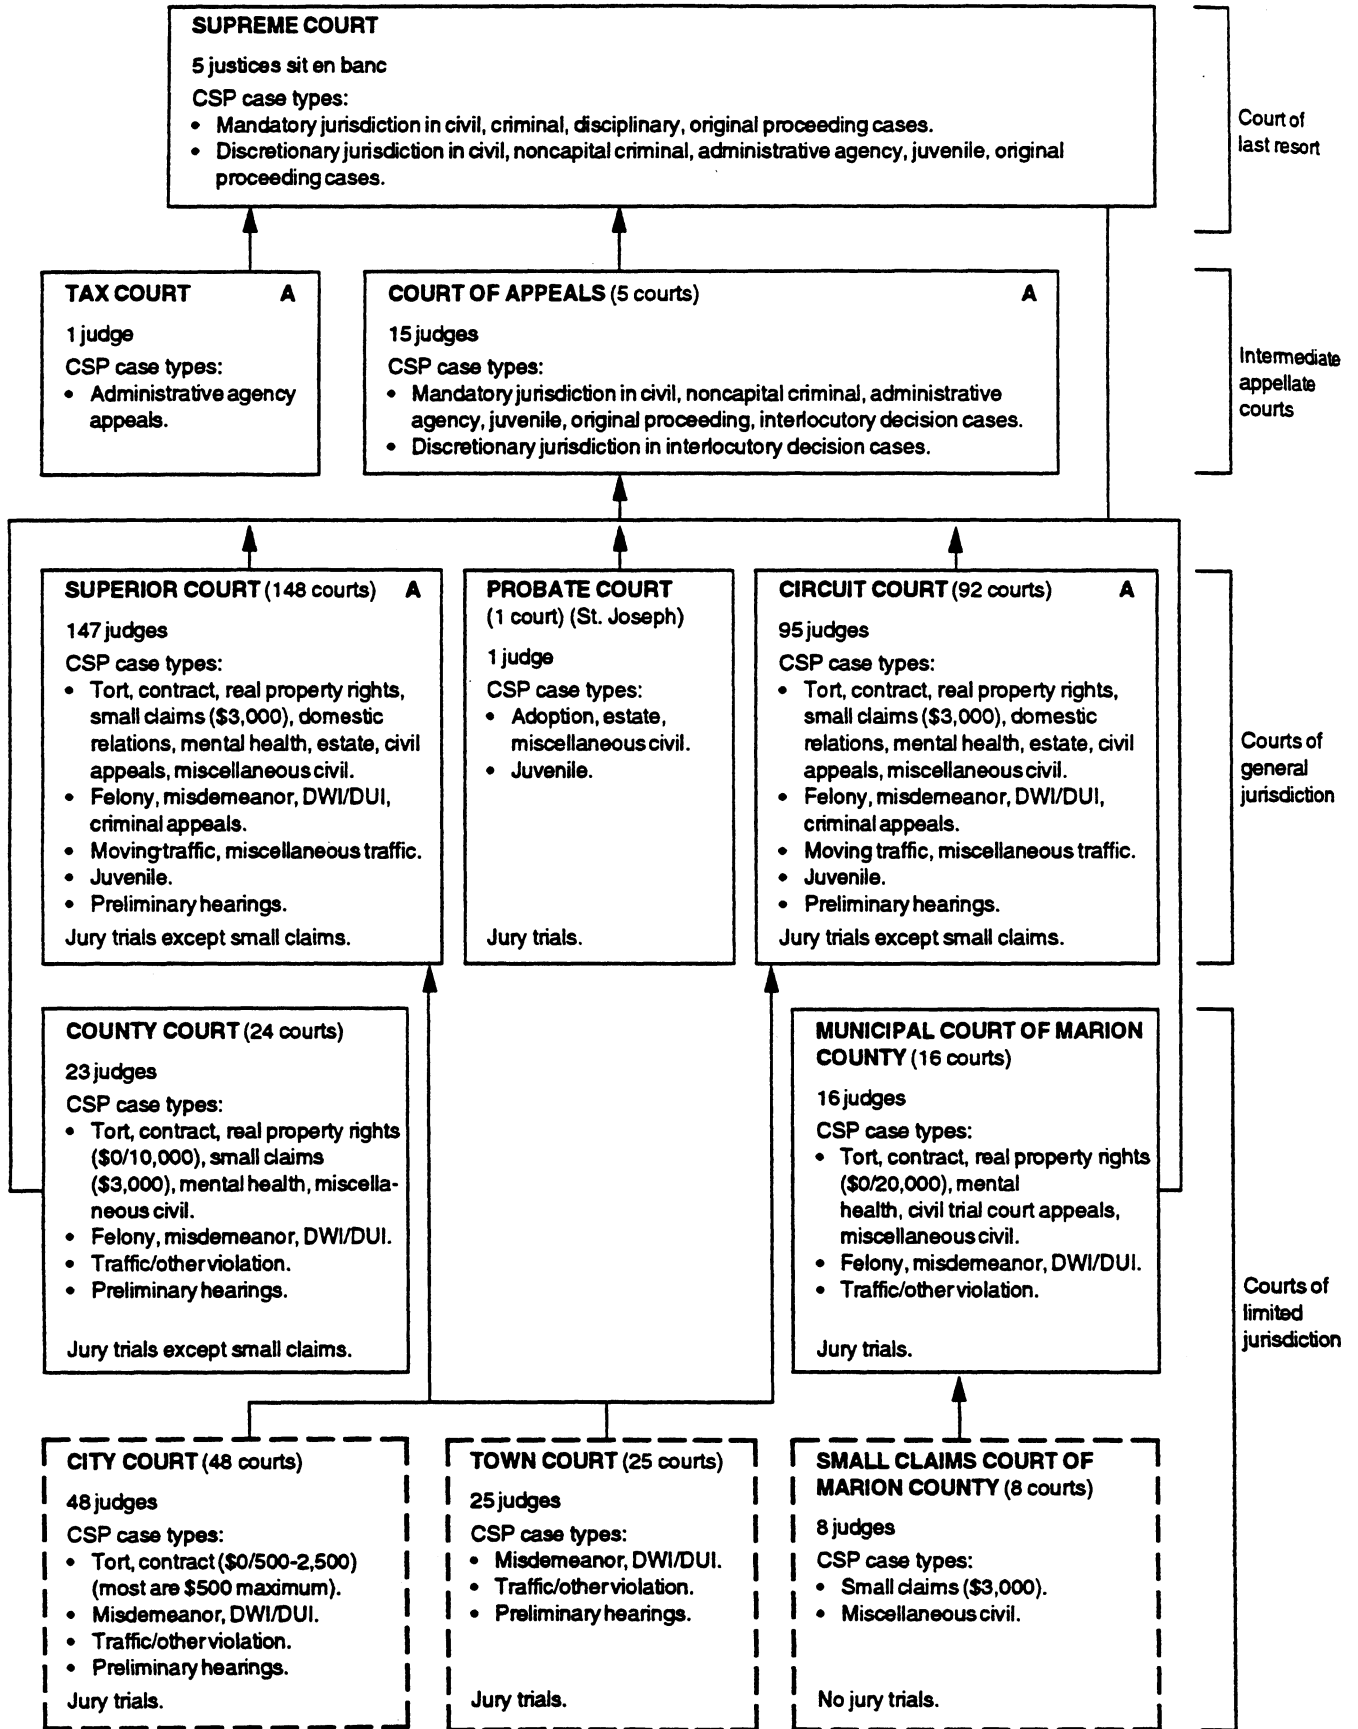 SUPREME COURT
5 justices sit en banc
CSP case types:
• Mandatory jurisdiction in civil, criminal, disciplinary, original proceeding cases.
• Discretionary jurisdiction in civil, noncapital criminal, administrative agency, juvenile, original
proceeding cases.
Court of
last resort
TAX COURT A
1 judge
CSP case types:
• Administrative agency
appeals.
COURT OF APPEALS (5 courts) A
15 judges
CSP case types:
• Mandatory jurisdiction in civil, noncapital criminal, administrative
agency, juvenile, original proceeding, interlocutory decision cases.
• Discretionary jurisdiction in interlocutory decision cases.
Intermediate
appellate
courts
SUPERIOR COURT (148 courts) A
147 judges
CSP case types:
• Tort, contract, real property rights,
small claims ($3,000), domestic
relations, mental health, estate, civil
appeals, miscellaneous civil.
• Felony, misdemeanor, DWI/DUI,
criminal appeals.
• Moving traffic, miscellaneous traffic.
• Juvenile.
• Preliminary hearings.
Jury trials except small claims.
PROBATE COURT
(1 court) (St. Joseph)
1 judge
CSP case types:
• Adoption, estate,
miscellaneous civil.
• Juvenile.
Jury trials.
CIRCUIT COURT (92 courts) A
95 judges
CSP case types:
• Tort, contract, real property rights,
small claims ($3,000), domestic
relations, mental health, estate, civil
appeals, miscellaneous civil.
• Felony, misdemeanor, DWI/DUI,
criminal appeals.
• Moving traffic, miscellaneous traffic.
• Juvenile.
• Preliminary hearings.
Jury trials except small claims.
Courts of
general
jurisdiction
COUNTY COURT (24 courts)
23 judges
CSP case types:
• Tort, contract, real property rights
($0/10,000), small claims
($3,000), mental health, miscella-
neous civil.
• Felony, misdemeanor, DWI/DUI.
• Traffic/other violation.
• Preliminary hearings.
Jury trials except small claims.
MUNICIPAL COURT OF MARION
COUNTY (16 courts)
16 judges
CSP case types:
• Tort, contract, real property rights
($0/20,000), mental
health, civil trial court appeals,
miscellaneous civil.
• Felony, misdemeanor, DWI/DUI.
• Traffic/other violation.
Jury trials.
Courts of
limited
jurisdiction
CITY COURT (48 courts)
48 judges
CSP case types:
• Tort, contract ($0/500-2,500)
(most are $500 maximum).
• Misdemeanor, DWI/DUI.
• Traffic/other violation.
• Preliminary hearings.
Jury trials.
TOWN COURT (25 courts)
25 judges
CSP case types:
• Misdemeanor, DWI/DUI.
• Traffic/other violation.
• Preliminary hearings.
Jury trials.
SMALL CLAIMS COURT OF
MARION COUNTY (8 courts)
8 judges
CSP case types:
• Small claims ($3,000).
• Miscellaneous civil.
No jury trials.